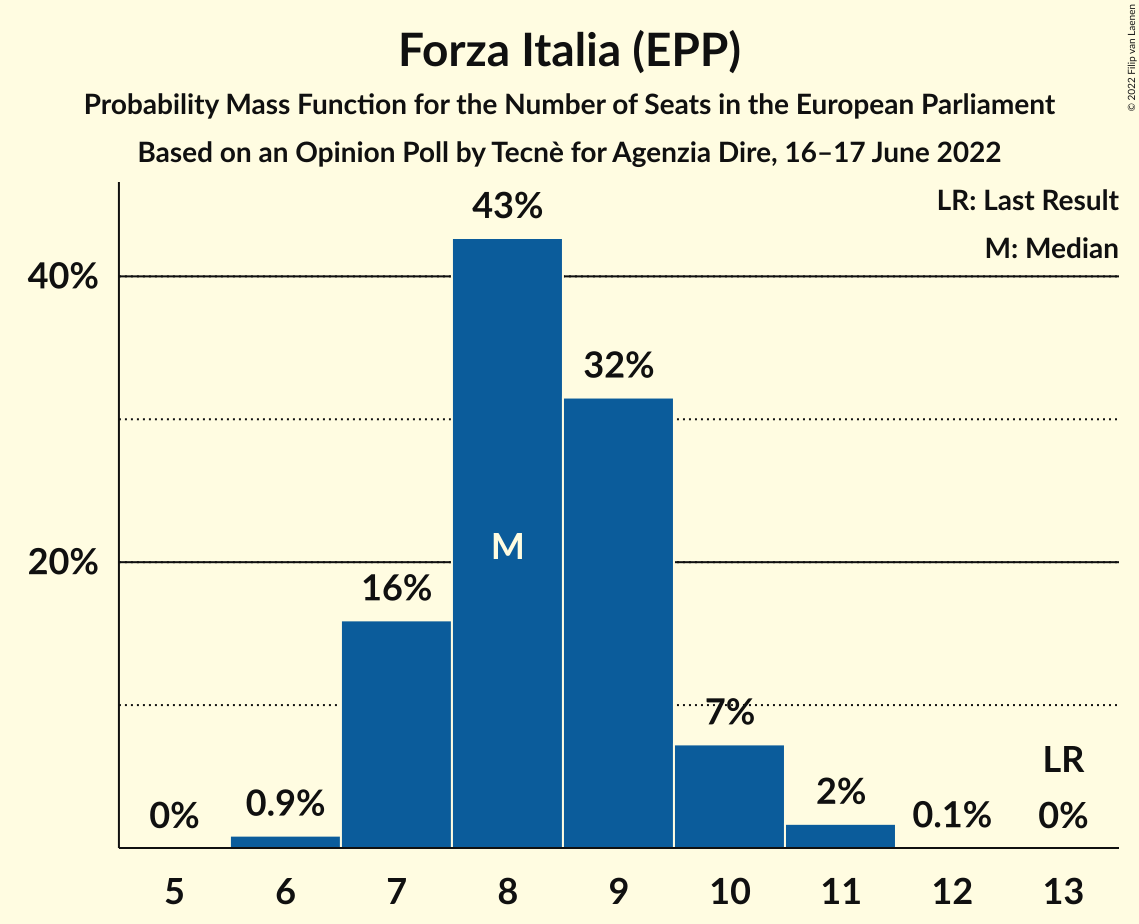 Forza Italia (EPP)
Probability Mass Function for the Number of Seats in the European Parliament
Based on an Opinion Poll by Tecnè for Agenzia Dire, 16–17 June 2022
© 2022 Filip van Laenen
LR: Last Result
M: Median
43%
40%
32%
M
20%
16%
7%
LR
0%
0.9%
2%
0.1%
0%
5 6 7 8 9 10 11 12 13